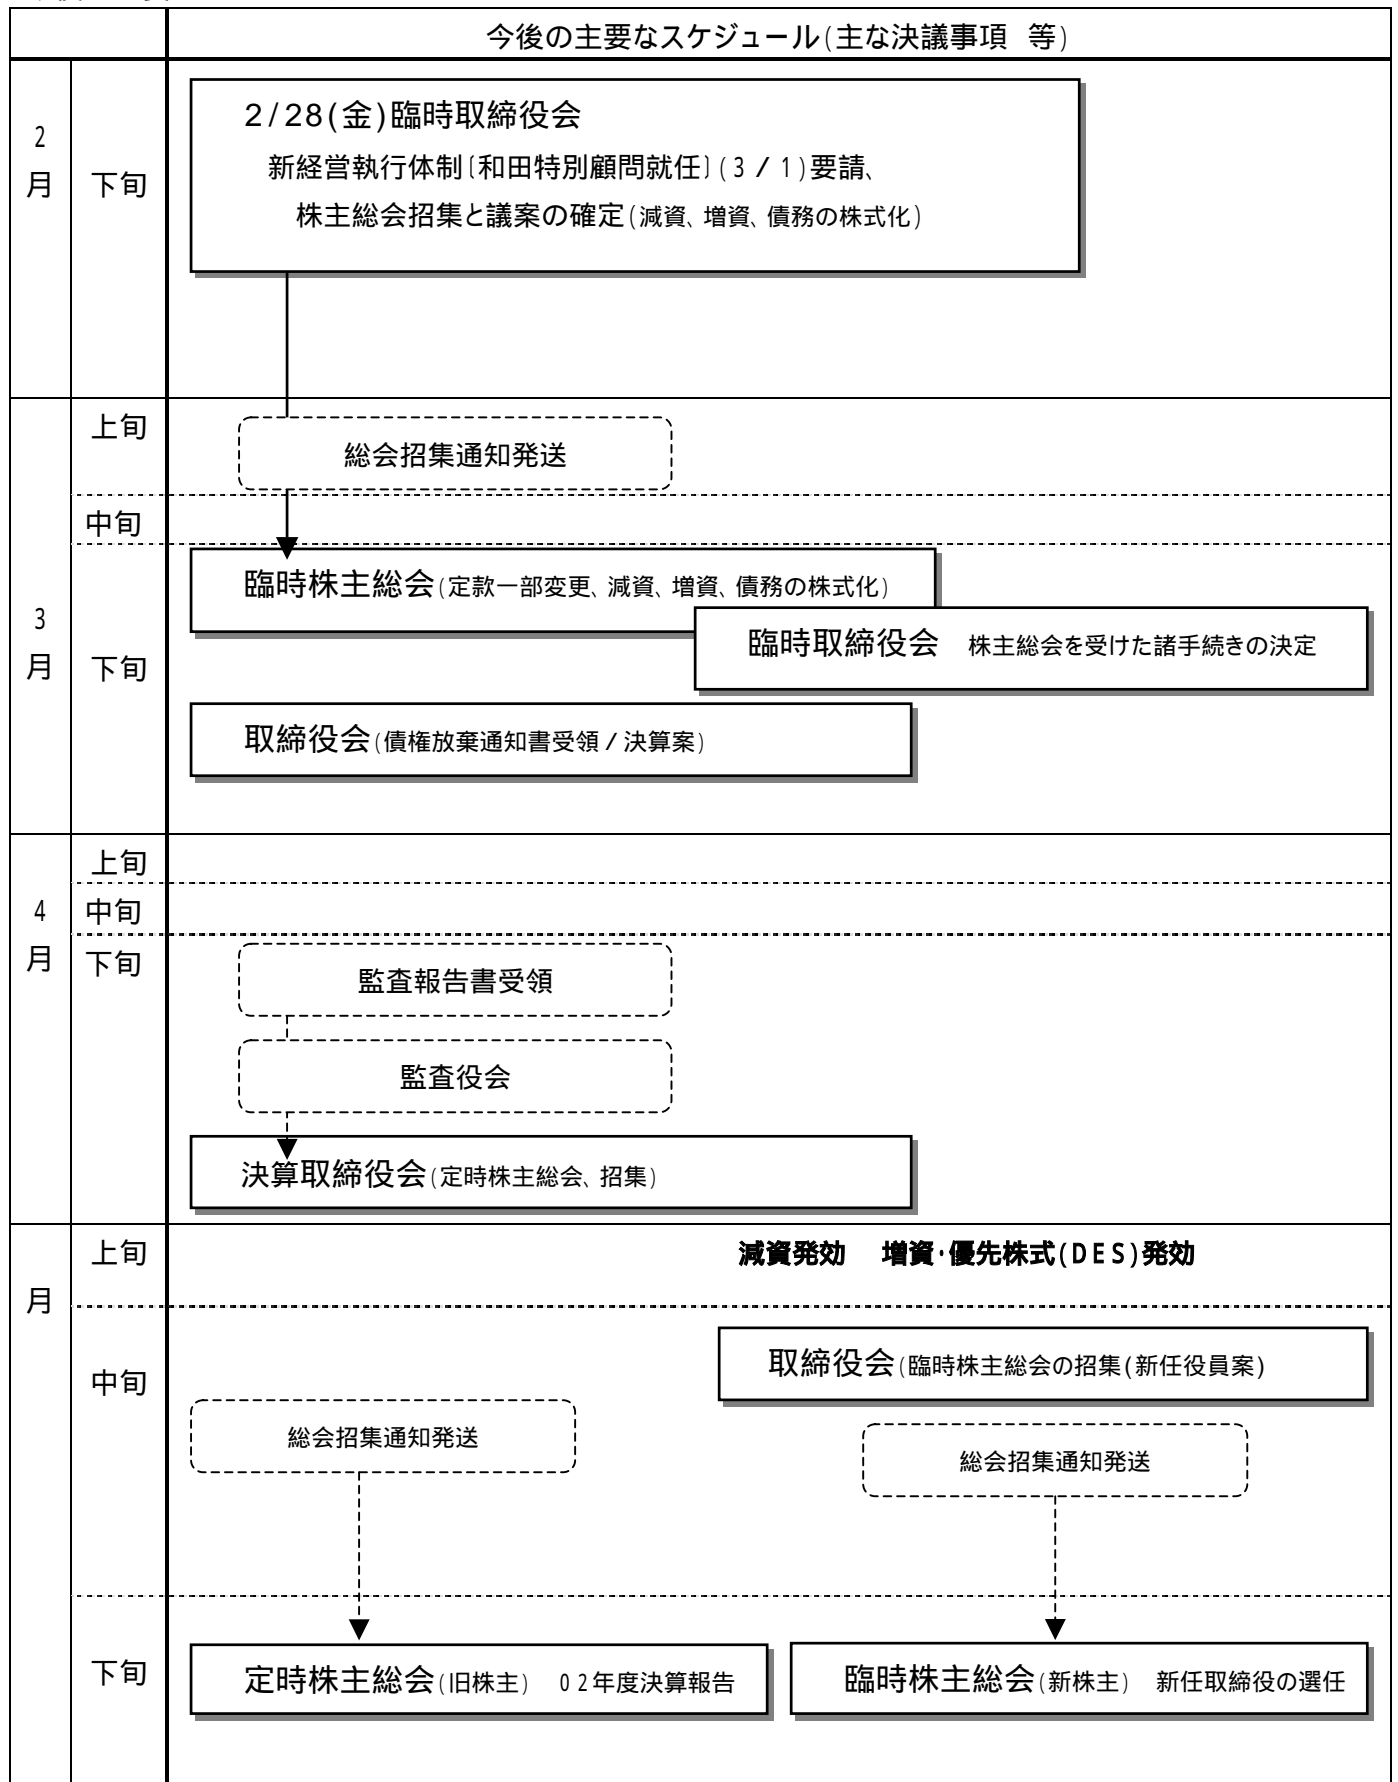 今後の主要なスケジュール(主な決議事項 等)
2月
下旬
2/28(金)臨時取締役会
新経営執行体制〔和田特別顧問就任〕(3/1)要請、
株主総会招集と議案の確定(減資、増資、債務の株式化)
3月
上旬
総会招集通知発送
中旬
下旬
臨時株主総会(定款一部変更、減資、増資、債務の株式化)
臨時取締役会 株主総会を受けた諸手続きの決定
取締役会(債権放棄通知書受領/決算案)
4月
上旬
中旬
下旬
監査報告書受領
監査役会
決算取締役会(定時株主総会、招集)
月
上旬
減資発効 増資・優先株式(DES)発効
中旬
取締役会(臨時株主総会の招集(新任役員案)
総会招集通知発送
総会招集通知発送
下旬
定時株主総会(旧株主) 02年度決算報告
臨時株主総会(新株主) 新任取締役の選任